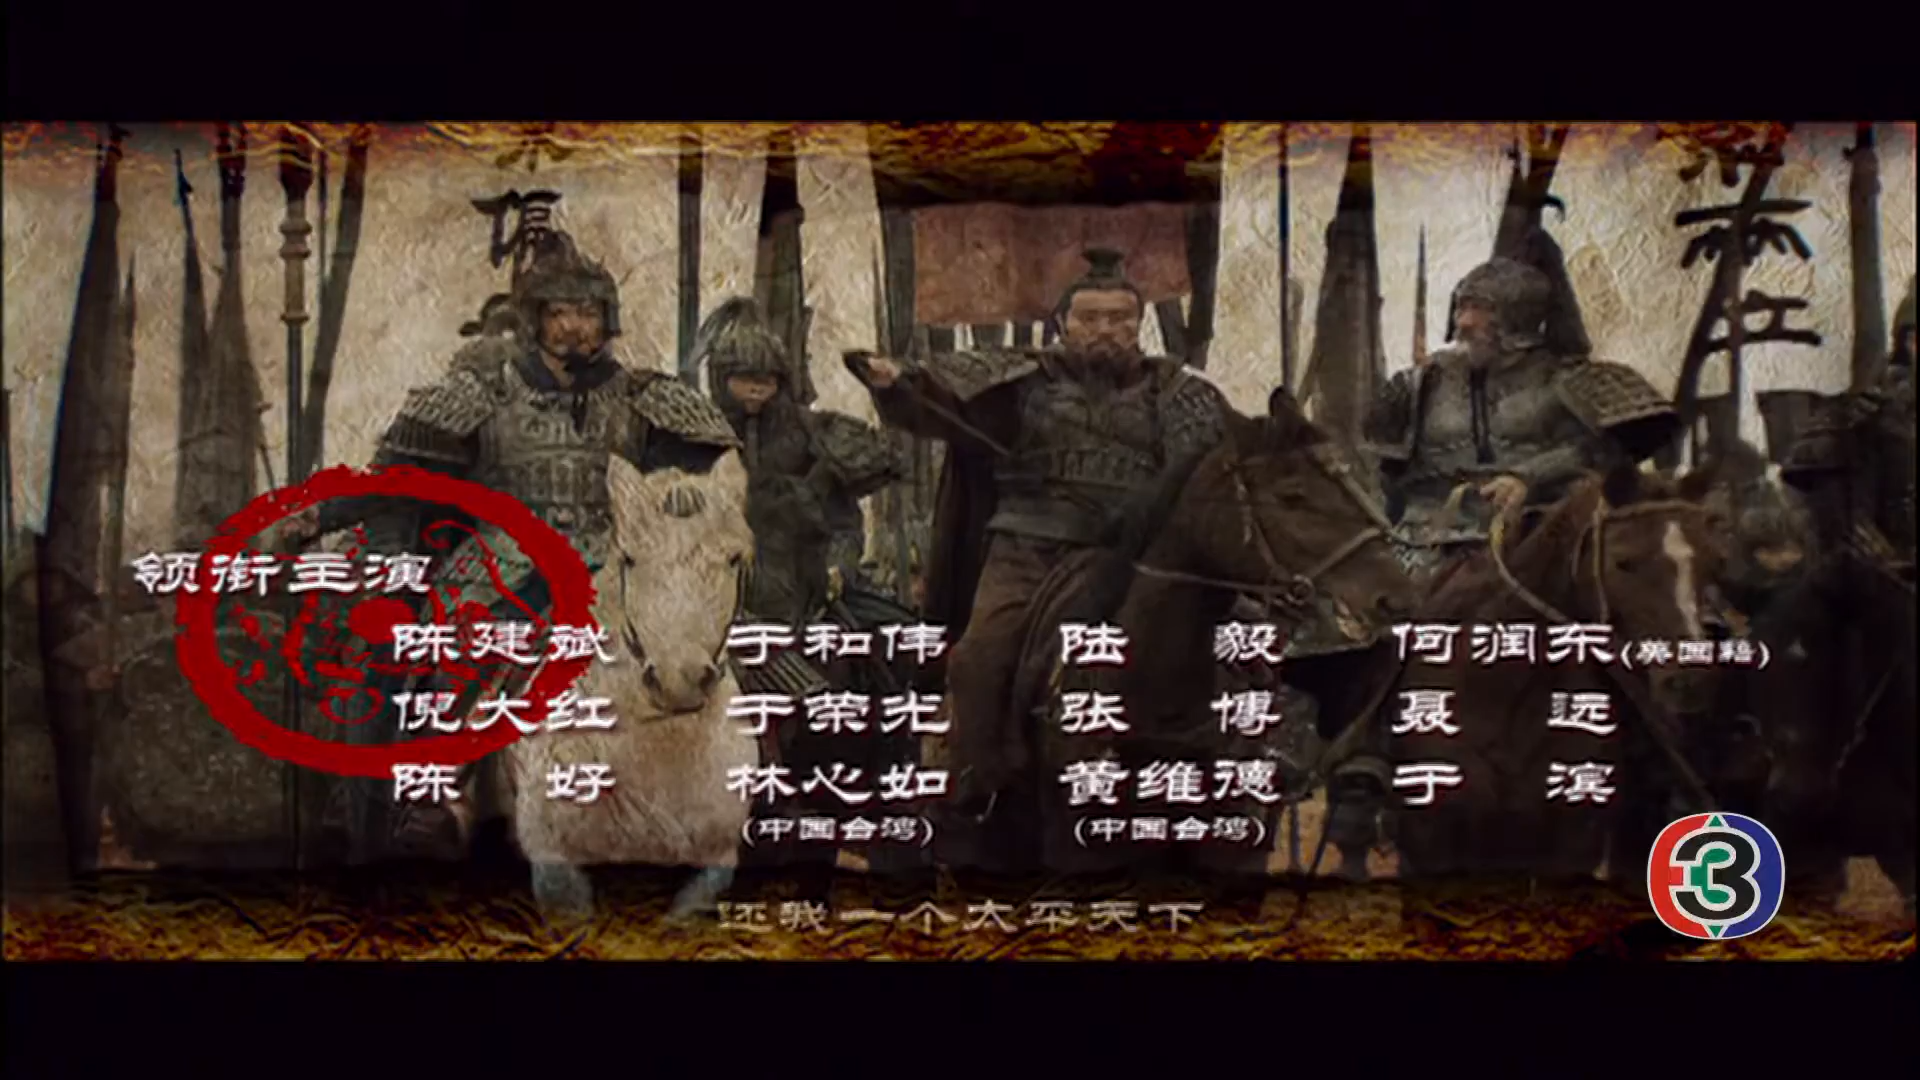 领衔主演
陈建斌 于和伟 陆毅 何润东(美国籍)
倪大红 于荣光 张博 聂远
陈好 林心如 黄维德 于滨
(中国台湾) (中国台湾)
还我一个太平天下
3